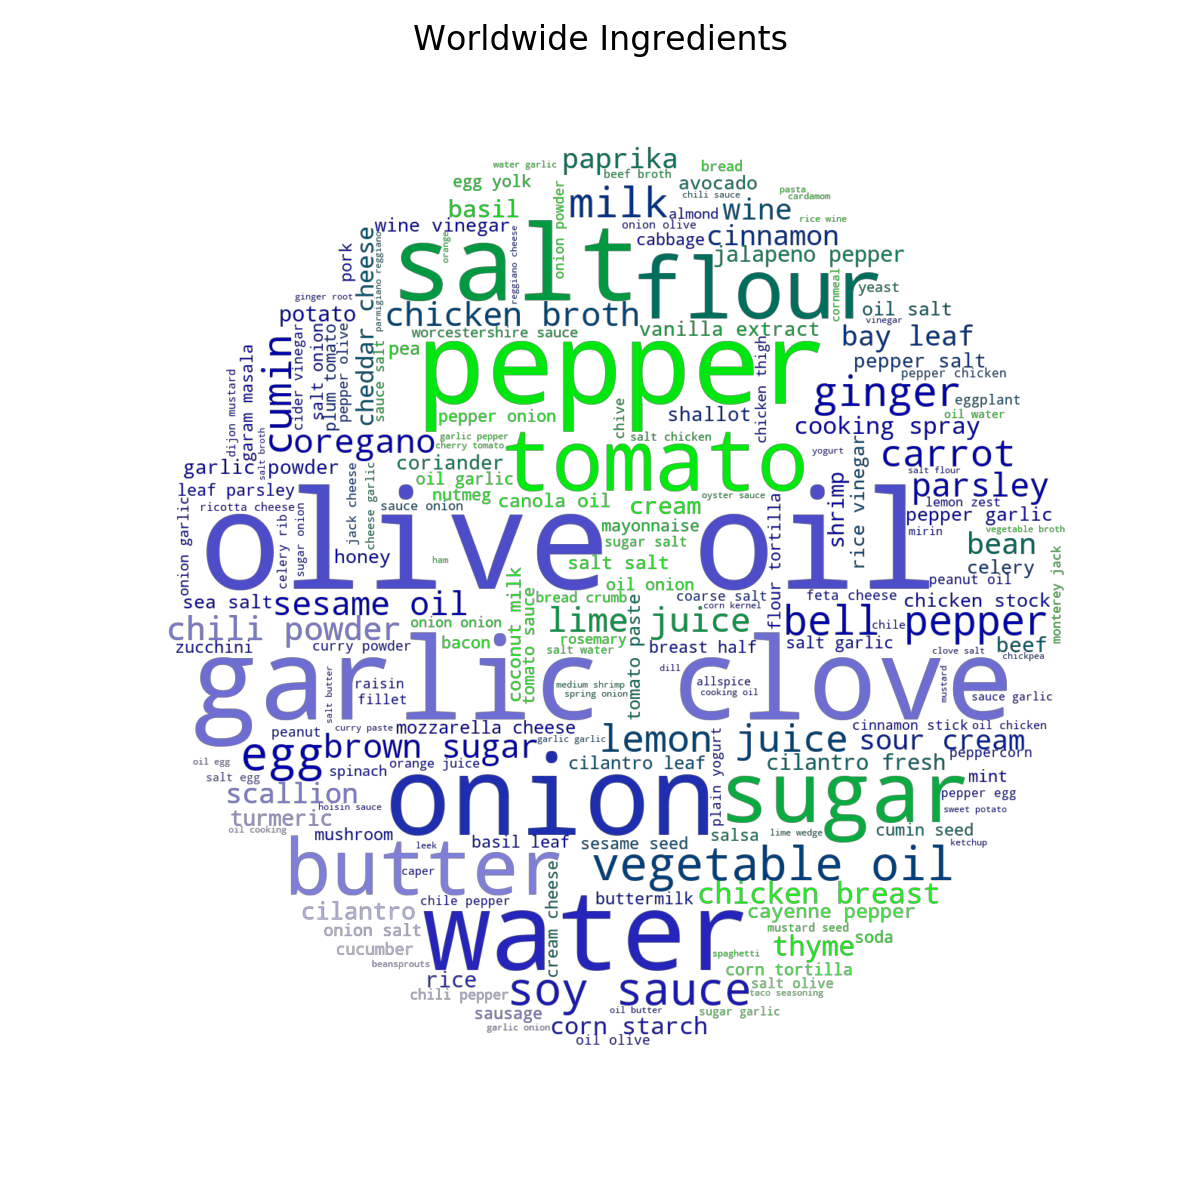 Worldwide Ingredients
water garlic
paprika
bread
beef broth
egg yolk
avocado
pasta
cardamom
chili sauce
onion powder
milk
basil
almond
wine
rice wine
wine vinegar
onion olive
salt
cabbage
cinnamon
orange
reggiano cheese
parmigiano reggiano
pork
cheddar cheese
jalapeno pepper
flour
cornmeal
yeast
ginger root
potato
chicken broth
oil salt
vinegar
worcestershire sauce
vanilla extract
bay leaf
salt onion
plum tomato
pepper olive
cider vinegar
cumin
sauce salt
pea
pepper
chicken thigh
pepper salt
pepper chicken
garam masala
dijon mustard
ginger
eggplant
pepper onion
chive
shallot
oil water
salt broth
oregano
garlic pepper
cherry tomato
salt chicken
cooking spray
tomato
yogurt
carrot
garlic powder
coriander
rice vinegar
salt flour
jack cheese
cheese garlic
oil garlic
nutmeg
canola oil
cream
oyster sauce
shrimp
parsley
leaf parsley
ricotta cheese
sauce onion
lemon zest
onion garlic
celery rib
sugar onion
olive oil
mayonnaise
flour tortilla
pepper garlic
vegetable broth
mirin
sugar salt
bean
honey
ham
salt salt
celery
monterey jack
coconut milk
oil onion
peanut oil
sea salt
sesame oil
tomato sauce
bread crumb
coarse salt
feta cheese
chicken stock
corn kernel
chili powder
onion onion
lime juice
tomato paste
bell pepper
chile
zucchini
curry powder
bacon
rosemary
salt water
breast half
salt garlic
clove salt
beef
chickpea
dill
garlic clove
salt butter
raisin
fillet
medium shrimp
spring onion
allspice
cooking oil
mustard
sauce garlic
peanut
curry paste
mozzarella cheese
cinnamon stick
oil chicken
egg
brown sugar
garlic garlic
lemon juice
plain yogurt
sour cream
peppercorn
oil egg
salt egg
spinach
orange juice
cilantro leaf
cilantro fresh
mint
scallion
hoisin sauce
onion
sugar
pepper egg
sweet potato
turmeric
oil cooking
mushroom
leek
basil leaf
sesame seed
salsa
lime wedge
cumin seed
ketchup
butter
caper
cream cheese
vegetable oil
chile pepper
buttermilk
chicken breast
cilantro
cayenne pepper
onion salt
water
mustard seed
cucumber
thyme
soda
beansprouts
spaghetti
corn tortilla
rice
soy sauce
salt olive
chili pepper
taco seasoning
sausage
oil butter
sugar garlic
garlic onion
corn starch
oil olive